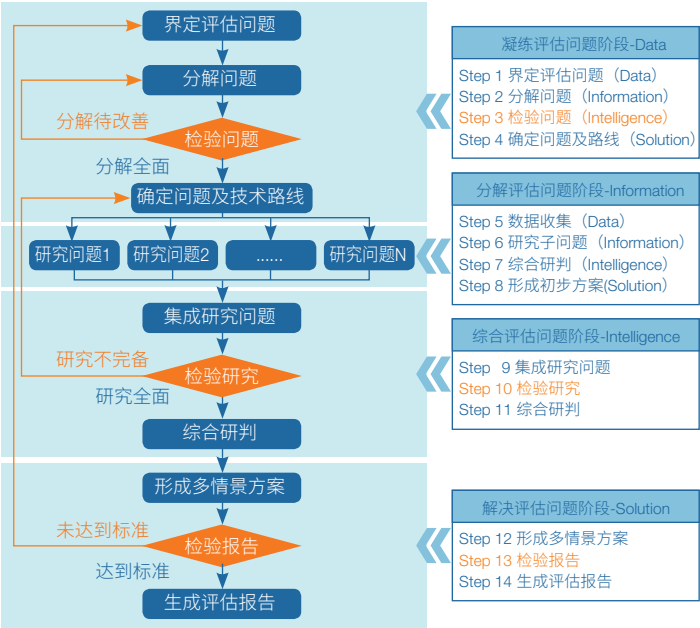 界定评估问题
分解问题
分解待改善
检验问题
分解全面
确定问题及技术路线
研究问题1
研究问题2
......
研究问题N
集成研究问题
研究不完备
检验研究
研究全面
综合研判
形成多情景方案
未达到标准
检验报告
达到标准
生成评估报告
凝练评估问题阶段-Data
Step 1 界定评估问题（Data）
Step 2 分解问题（Information）
Step 3 检验问题（Intelligence）
Step 4 确定问题及路线（Solution）
分解评估问题阶段-Information
Step 5 数据收集（Data）
Step 6 研究子问题（Information）
Step 7 综合研判（Intelligence）
Step 8 形成初步方案(Solution）
综合评估问题阶段-Intelligence
Step 9 集成研究问题
Step 10 检验研究
Step 11 综合研判
解决评估问题阶段-Solution
Step 12 形成多情景方案
Step 13 检验报告
Step 14 生成评估报告